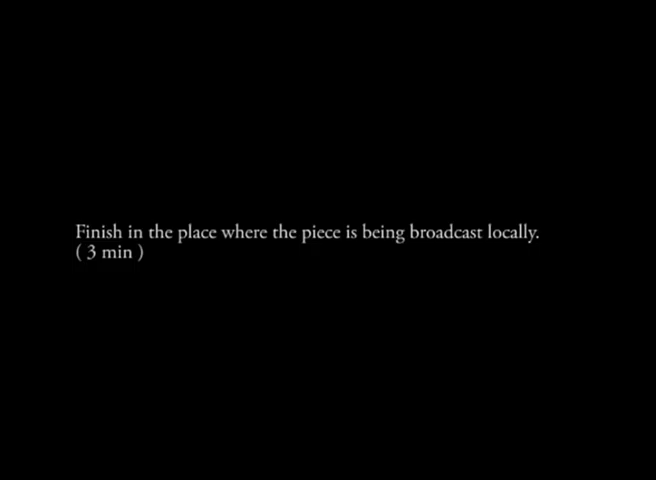 Finish in the place where the piece is being broadcast locally.
( 3 min )